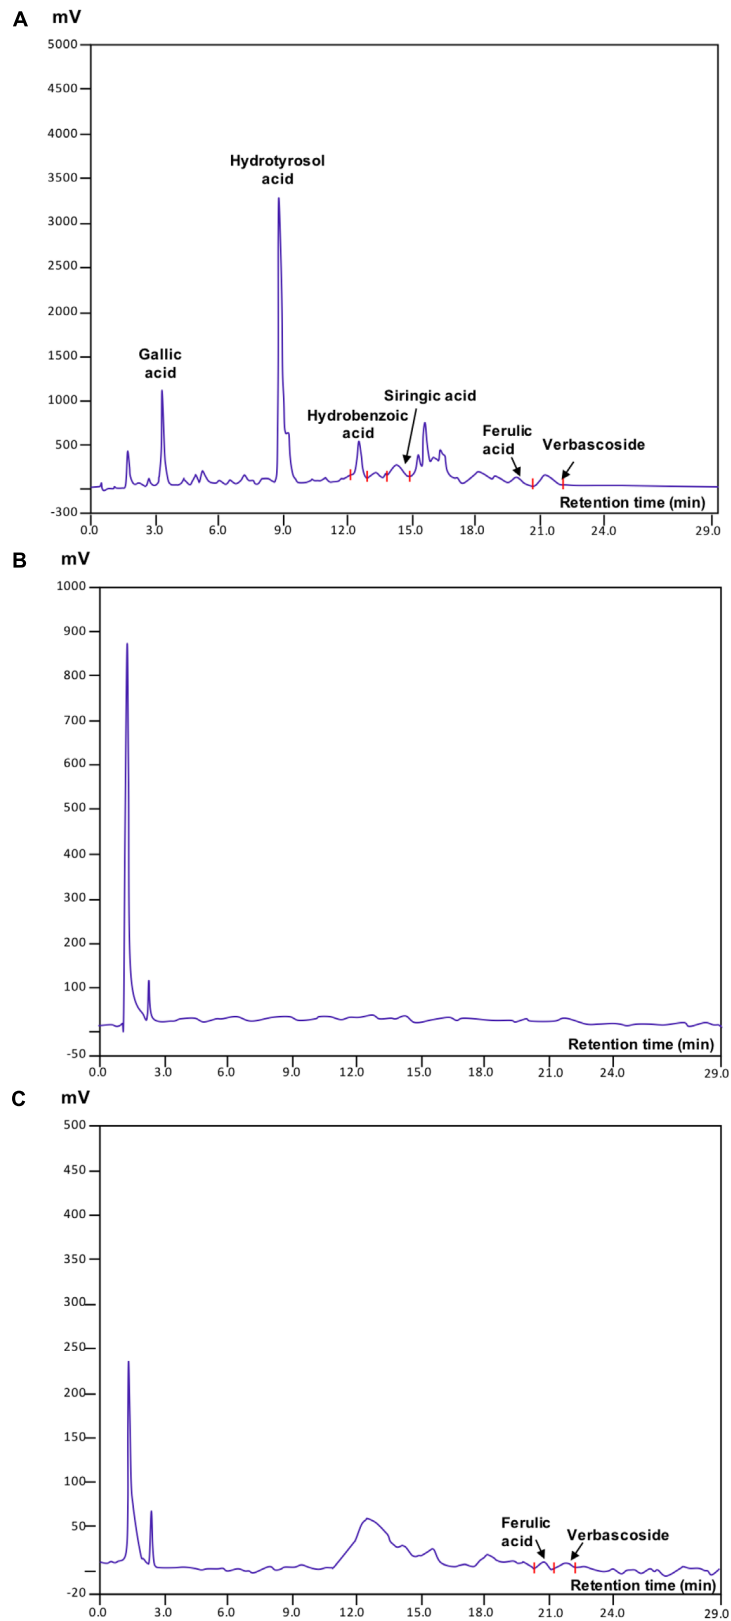 A
mV
5000
4500
4000
3500
3000
2500
2000
1500
1000
500
-300
Hydrotyrosol
acid
Gallic
acid
Hydrobenzoic
acid
Siringic acid
Ferulic
acid
Verbascoside
Retention time (min)
0.0 3.0 6.0 9.0 12.0 15.0 18.0 21.0 24.0 29.0
B
mV
1000
900
800
700
600
500
400
300
200
100
-50
Retention time (min)
0.0 3.0 6.0 9.0 12.0 15.0 18.0 21.0 24.0 29.0
C
mV
500
450
400
350
300
250
200
150
100
50
-20
Ferulic
acid
Verbascoside
Retention time (min)
0.0 3.0 6.0 9.0 12.0 15.0 18.0 21.0 24.0 29.0